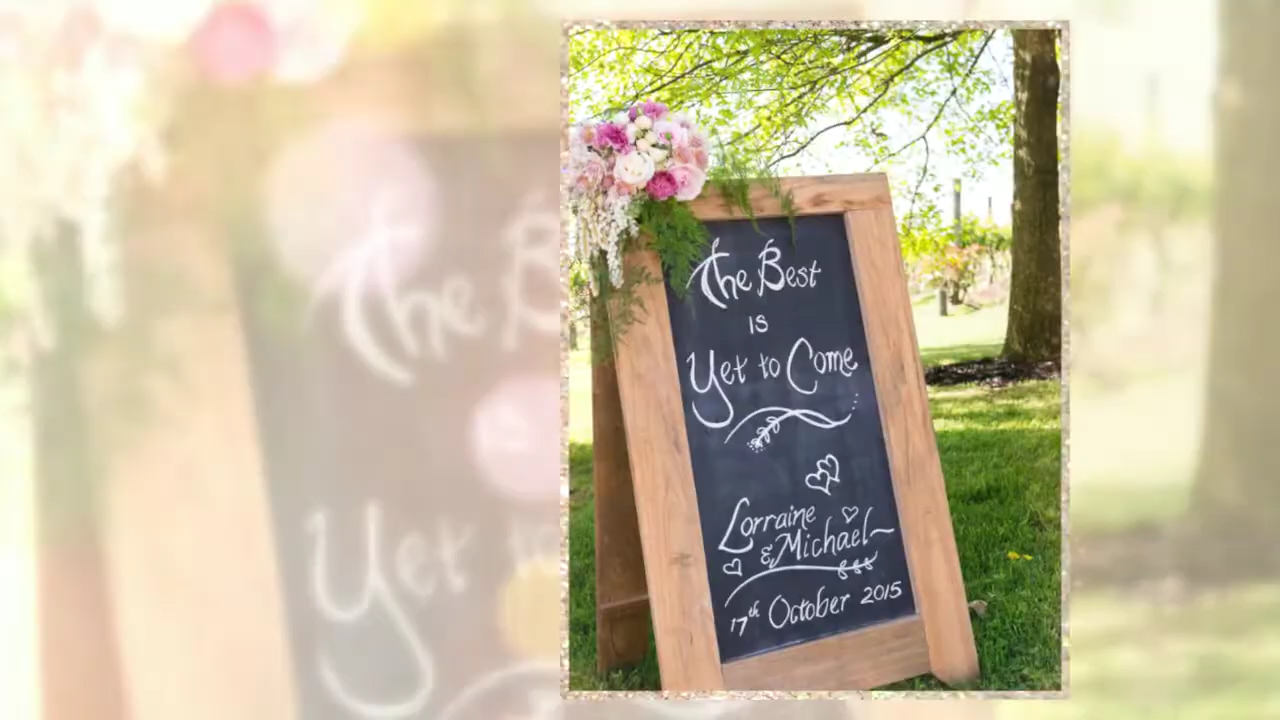 The Best
is
Yet to Come
Lorraine
& Michael
17th October 2015